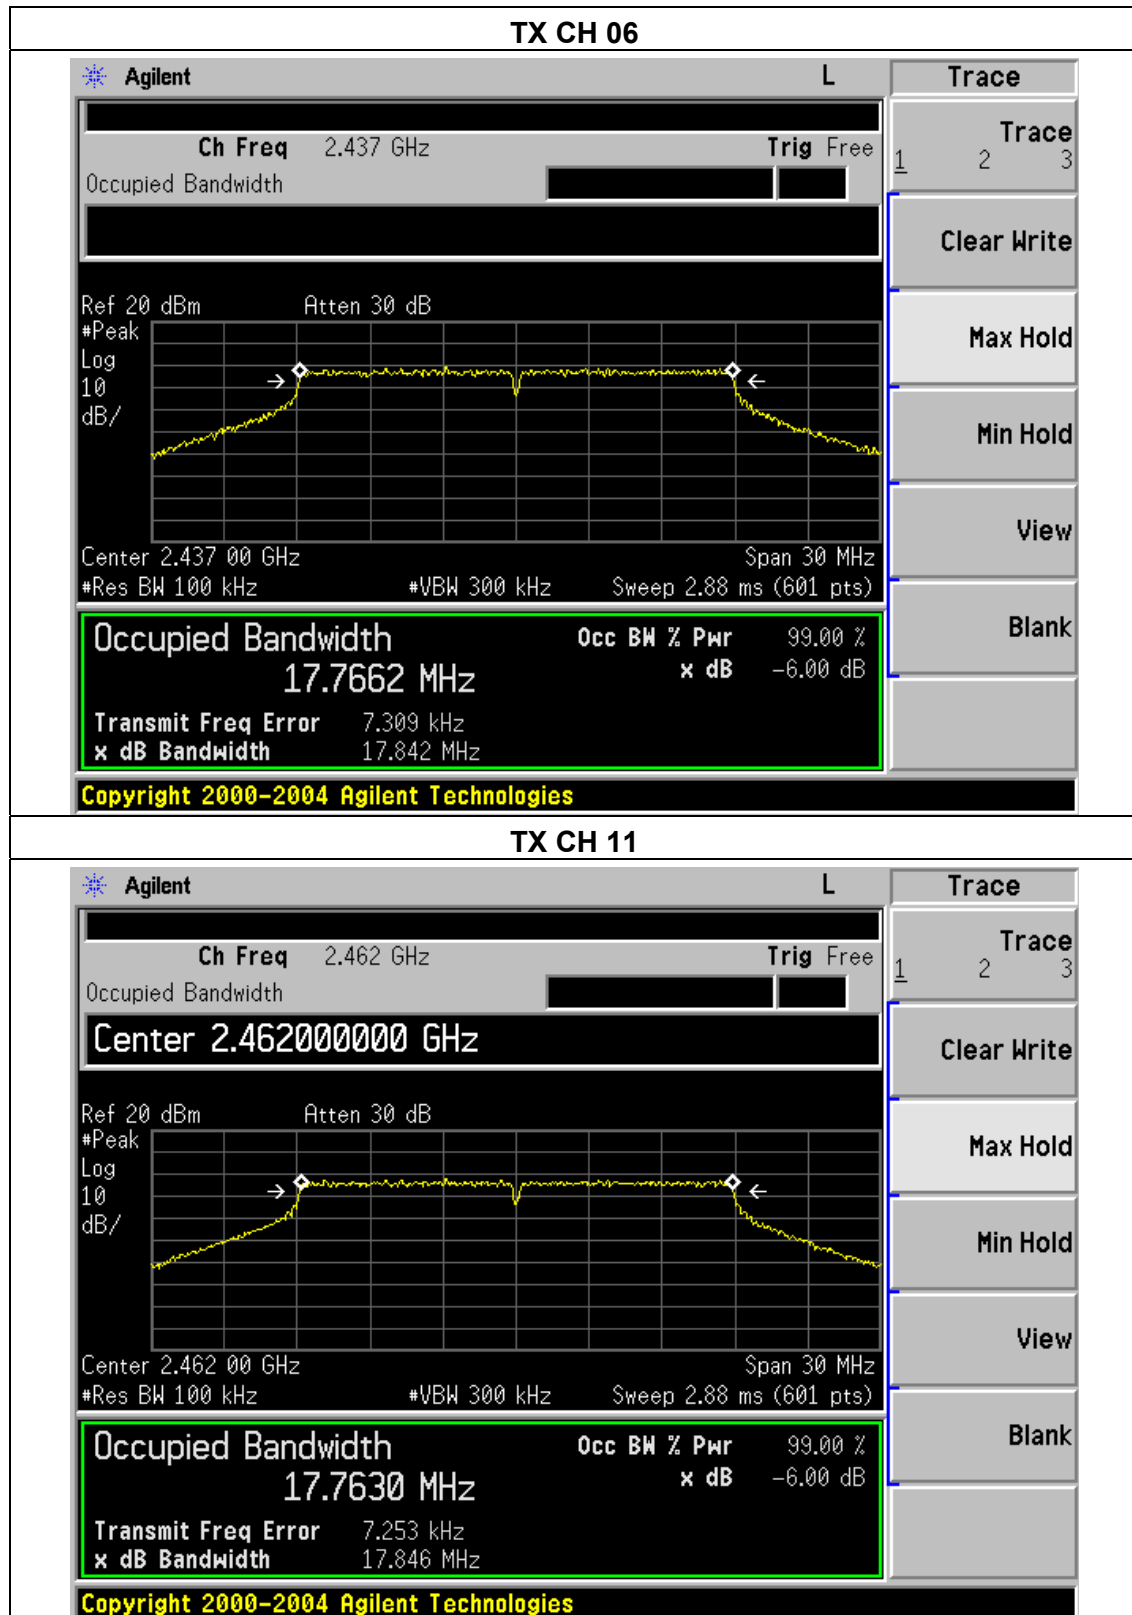 TX CH 06
Agilent L Trace
Ch Freq 2.437 GHz Trig Free
Occupied Bandwidth
Trace
1 2 3
Clear Write
Max Hold
Min Hold
View
Blank
Ref 20 dBm Atten 30 dB
#Peak
Log
10
dB/
Center 2.437 00 GHz Span 30 MHz
#Res BW 100 kHz #VBW 300 kHz Sweep 2.88 ms (601 pts)
Occupied Bandwidth Occ BW % Pwr 99.00 %
17.7662 MHz x dB -6.00 dB
Transmit Freq Error 7.309 kHz
x dB Bandwidth 17.842 MHz
Copyright 2000-2004 Agilent Technologies
TX CH 11
Agilent L Trace
Ch Freq 2.462 GHz Trig Free
Occupied Bandwidth
Center 2.462000000 GHz
Trace
1 2 3
Clear Write
Max Hold
Min Hold
View
Blank
Ref 20 dBm Atten 30 dB
#Peak
Log
10
dB/
Center 2.462 00 GHz Span 30 MHz
#Res BW 100 kHz #VBW 300 kHz Sweep 2.88 ms (601 pts)
Occupied Bandwidth Occ BW % Pwr 99.00 %
17.7630 MHz x dB -6.00 dB
Transmit Freq Error 7.253 kHz
x dB Bandwidth 17.846 MHz
Copyright 2000-2004 Agilent Technologies